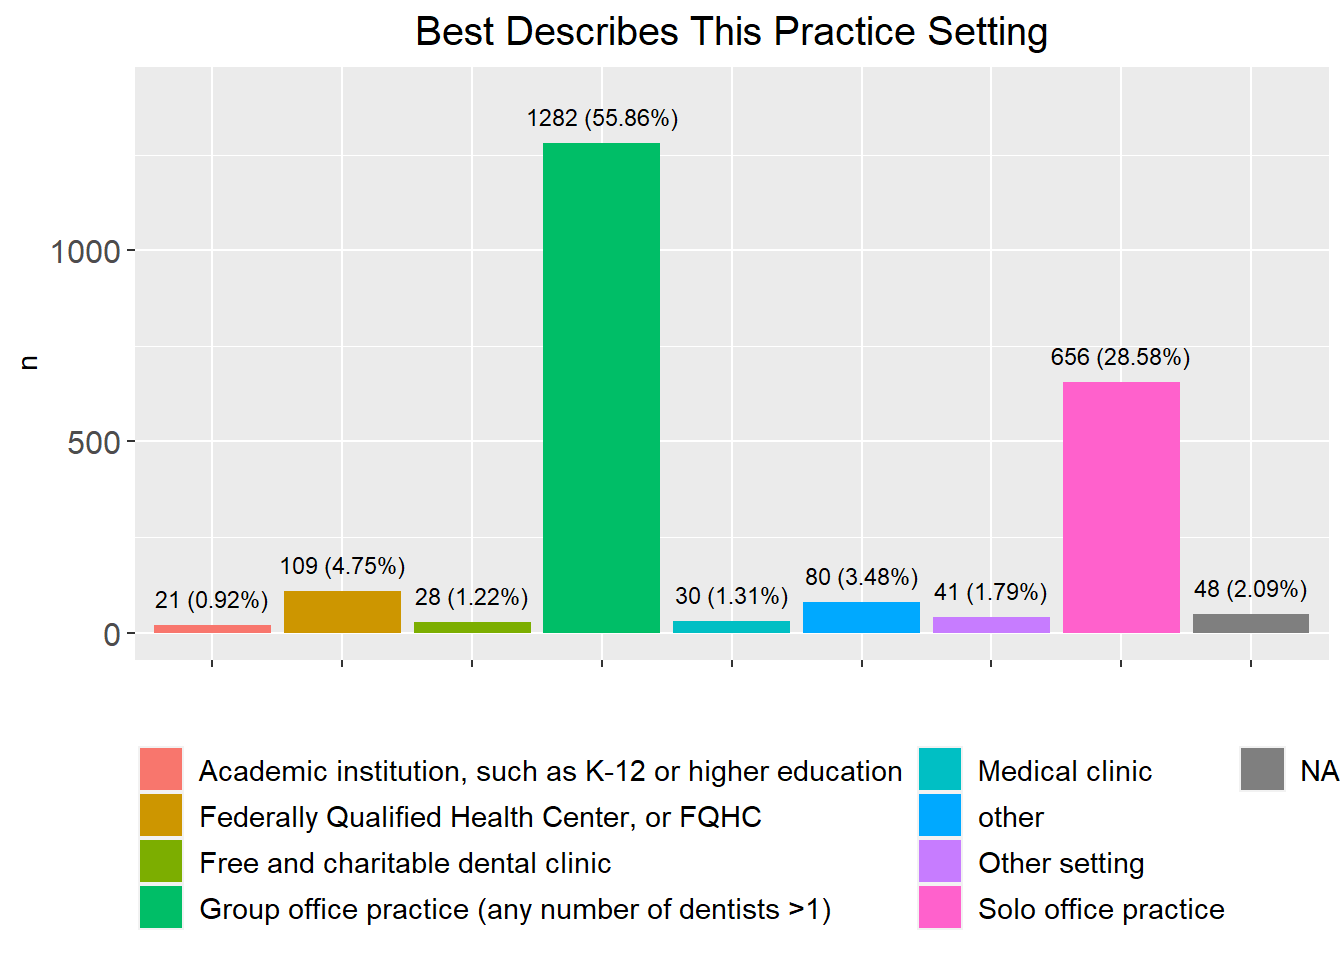 Best Describes This Practice Setting
1282 (55.86%)
1000
656 (28.58%)
n
500
109 (4.75%)
80 (3.48%)
48 (2.09%)
41 (1.79%)
30 (1.31%)
28 (1.22%)
21 (0.92%)
0
Academic institution, such as K-12 or higher education
Federally Qualified Health Center, or FQHC
Free and charitable dental clinic
Group office practice (any number of dentists >1)
Medical clinic
other
Other setting
Solo office practice
NA